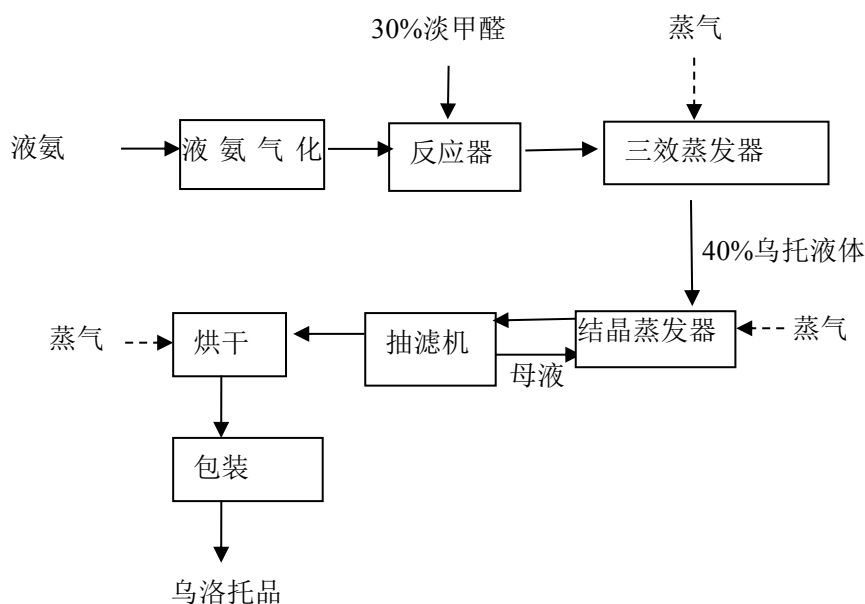 30%淡甲醛
蒸气
液氨
液氨气化
反应器
三效蒸发器
40%乌托液体
蒸气
烘干
抽滤机
结晶蒸发器
蒸气
母液
包装
乌洛托品